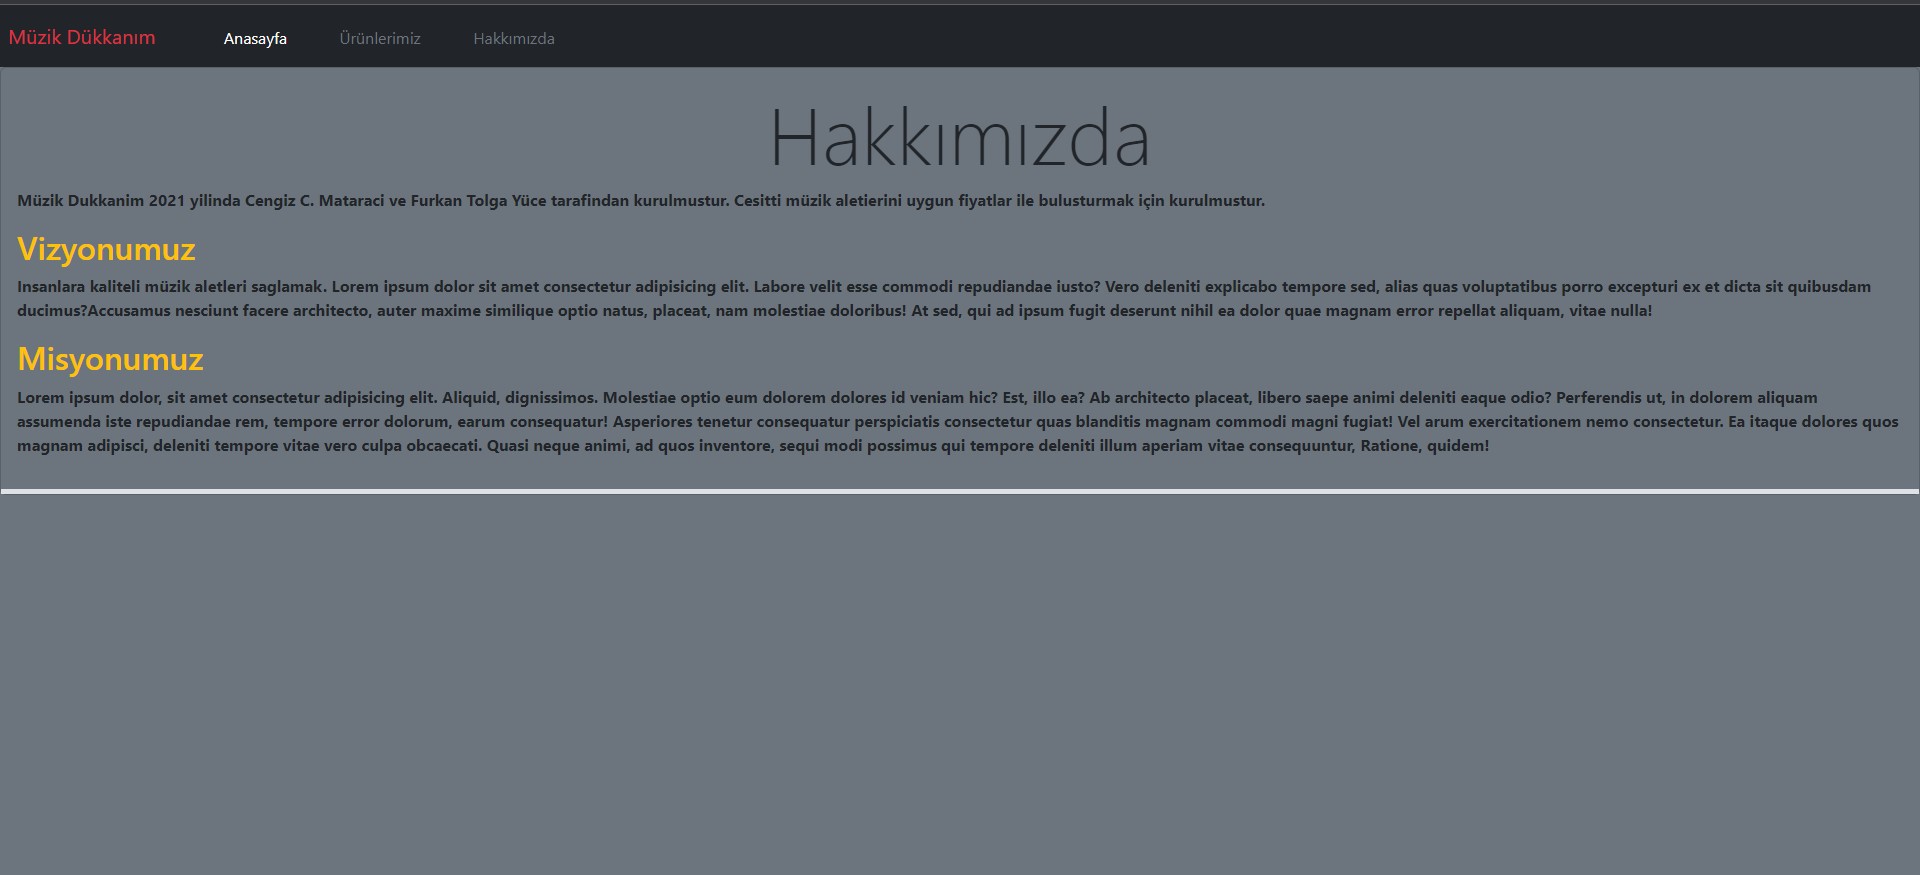 Müzik Dükkanım Anasayfa Ürünlerimiz Hakkımızda
Hakkımızda
Müzik Dukkanim 2021 yilinda Cengiz C. Mataraci ve Furkan Tolga Yüce tarafindan kurulmustur. Cesitti müzik aletierini uygun fiyatlar ile bulusturmak için kurulmustur.
Vizyonumuz
Insanlara kaliteli müzik aletleri saglamak. Lorem ipsum dolor sit amet consectetur adipisicing elit. Labore velit esse commodi repudiandae iusto? Vero deleniti explicabo tempore sed, alias quas voluptatibus porro excepturi ex et dicta sit quibusdam
ducimus?Accusamus nesciunt facere architecto, auter maxime similique optio natus, placeat, nam molestiae doloribus! At sed, qui ad ipsum fugit deserunt nihil ea dolor quae magnam error repellat aliquam, vitae nulla!
Misyonumuz
Lorem ipsum dolor, sit amet consectetur adipisicing elit. Aliquid, dignissimos. Molestiae optio eum dolorem dolores id veniam hic? Est, illo ea? Ab architecto placeat, libero saepe animi deleniti eaque odio? Perferendis ut, in dolorem aliquam
assumenda iste repudiandae rem, tempore error dolorum, earum consequatur! Asperiores tenetur consequatur perspiciatis consectetur quas blanditis magnam commodi magni fugiat! Vel arum exercitationem nemo consectetur. Ea itaque dolores quos
magnam adipisci, deleniti tempore vitae vero culpa obcaecati. Quasi neque animi, ad quos inventore, sequi modi possimus qui tempore deleniti illum aperiam vitae consequuntur, Ratione, quidem!